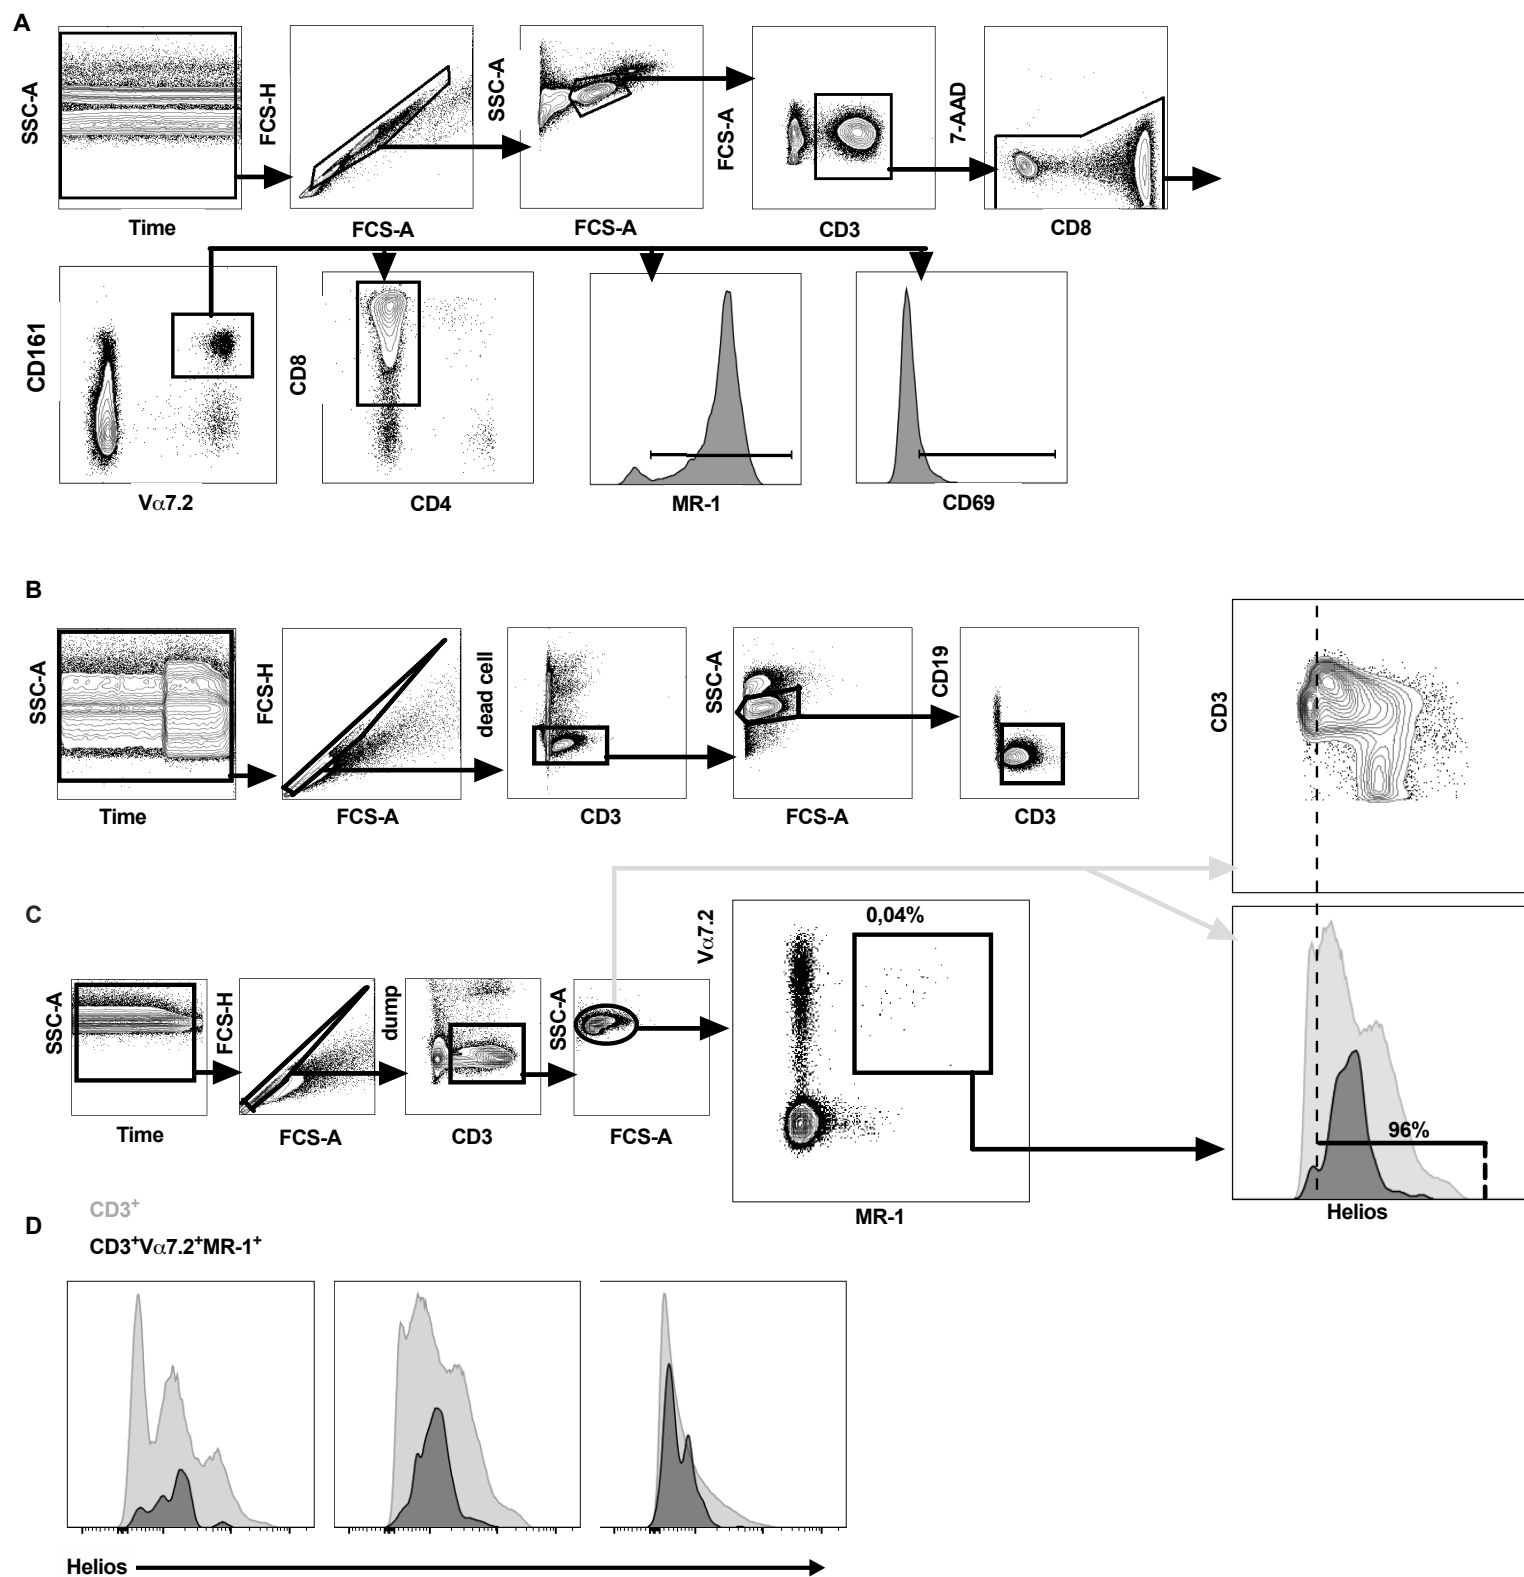 A
SSC-A
Time
FCS-H
FCS-A
SSC-A
FCS-A
FCS-A
CD3
7-AAD
CD8
CD161
Vα7.2
CD8
CD4
MR-1
CD69
B
SSC-A
Time
FCS-H
FCS-A
dead cell
CD3
SSC-A
FCS-A
CD19
CD3
CD3
C
SSC-A
Time
FCS-H
FCS-A
dump
CD3
SSC-A
FCS-A
Vα7.2
0,04%
MR-1
96%
Helios
D
CD3+
CD3+Vα7.2+MR-1+
Helios